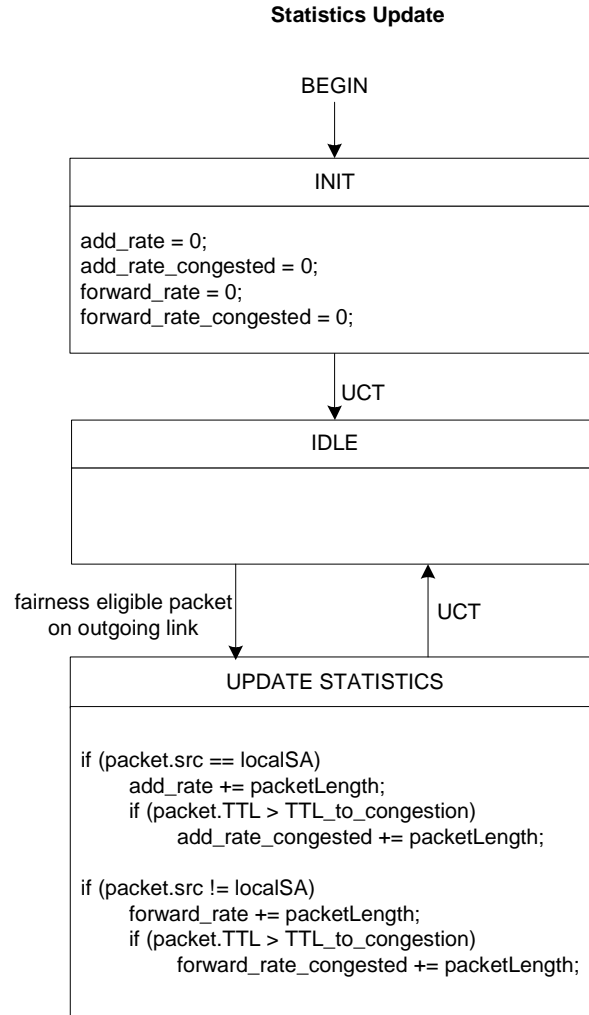 Statistics Update
BEGIN
INIT
add_rate = 0;
add_rate_congested = 0;
forward_rate = 0;
forward_rate_congested = 0;
UCT
IDLE
fairness eligible packet
on outgoing link
UCT
UPDATE STATISTICS
if (packet.src == localSA)
add_rate += packetLength;
if (packet.TTL > TTL_to_congestion)
add_rate_congested += packetLength;
if (packet.src != localSA)
forward_rate += packetLength;
if (packet.TTL > TTL_to_congestion)
forward_rate_congested += packetLength;